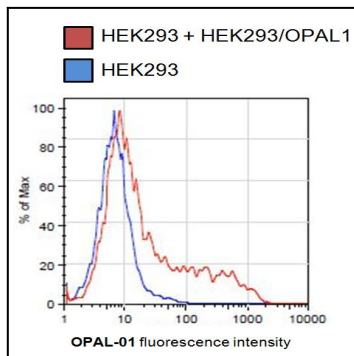 HEK293 + HEK293/OPAL1
HEK293
100
80
60
40
20
0
% of Max
1 10 100 1000 10000
OPAL-01 fluorescence intensity